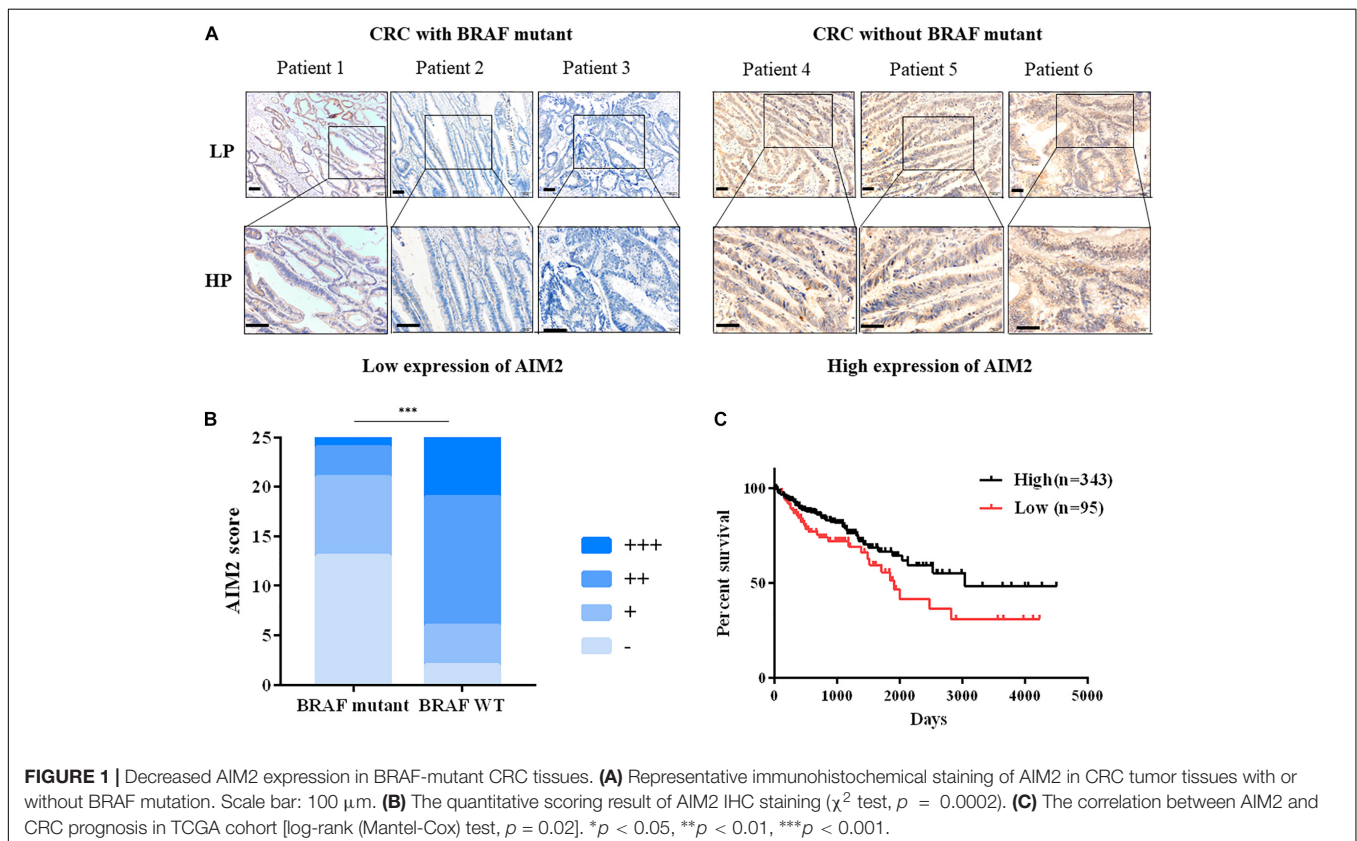 A
CRC with BRAF mutant
CRC without BRAF mutant
Patient 1
Patient 2
Patient 3
Patient 4
Patient 5
Patient 6
LP
HP
Low expression of AIM2
High expression of AIM2
B
***
AIM2 score
25
20
15
10
5
0
BRAF mutant
BRAF WT
+++
++
+
-
C
Percent survival
100
50
0
High(n=343)
Low (n=95)
0
1000
2000
3000
4000
5000
Days
FIGURE 1 | Decreased AIM2 expression in BRAF-mutant CRC tissues. (A) Representative immunohistochemical staining of AIM2 in CRC tumor tissues with or
without BRAF mutation. Scale bar: 100 μm. (B) The quantitative scoring result of AIM2 IHC staining (χ² test, p = 0.0002). (C) The correlation between AIM2 and
CRC prognosis in TCGA cohort [log-rank (Mantel-Cox) test, p = 0.02]. *p < 0.05, **p < 0.01, ***p < 0.001.